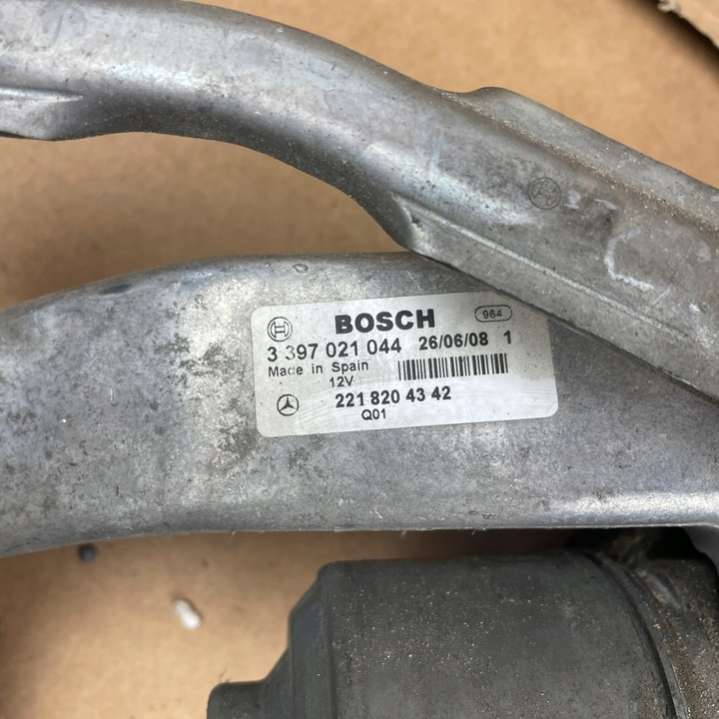 BOSCH 964
3 397 021 044 26/06/08 1
Made in Spain
12V
221 820 43 42
Q01